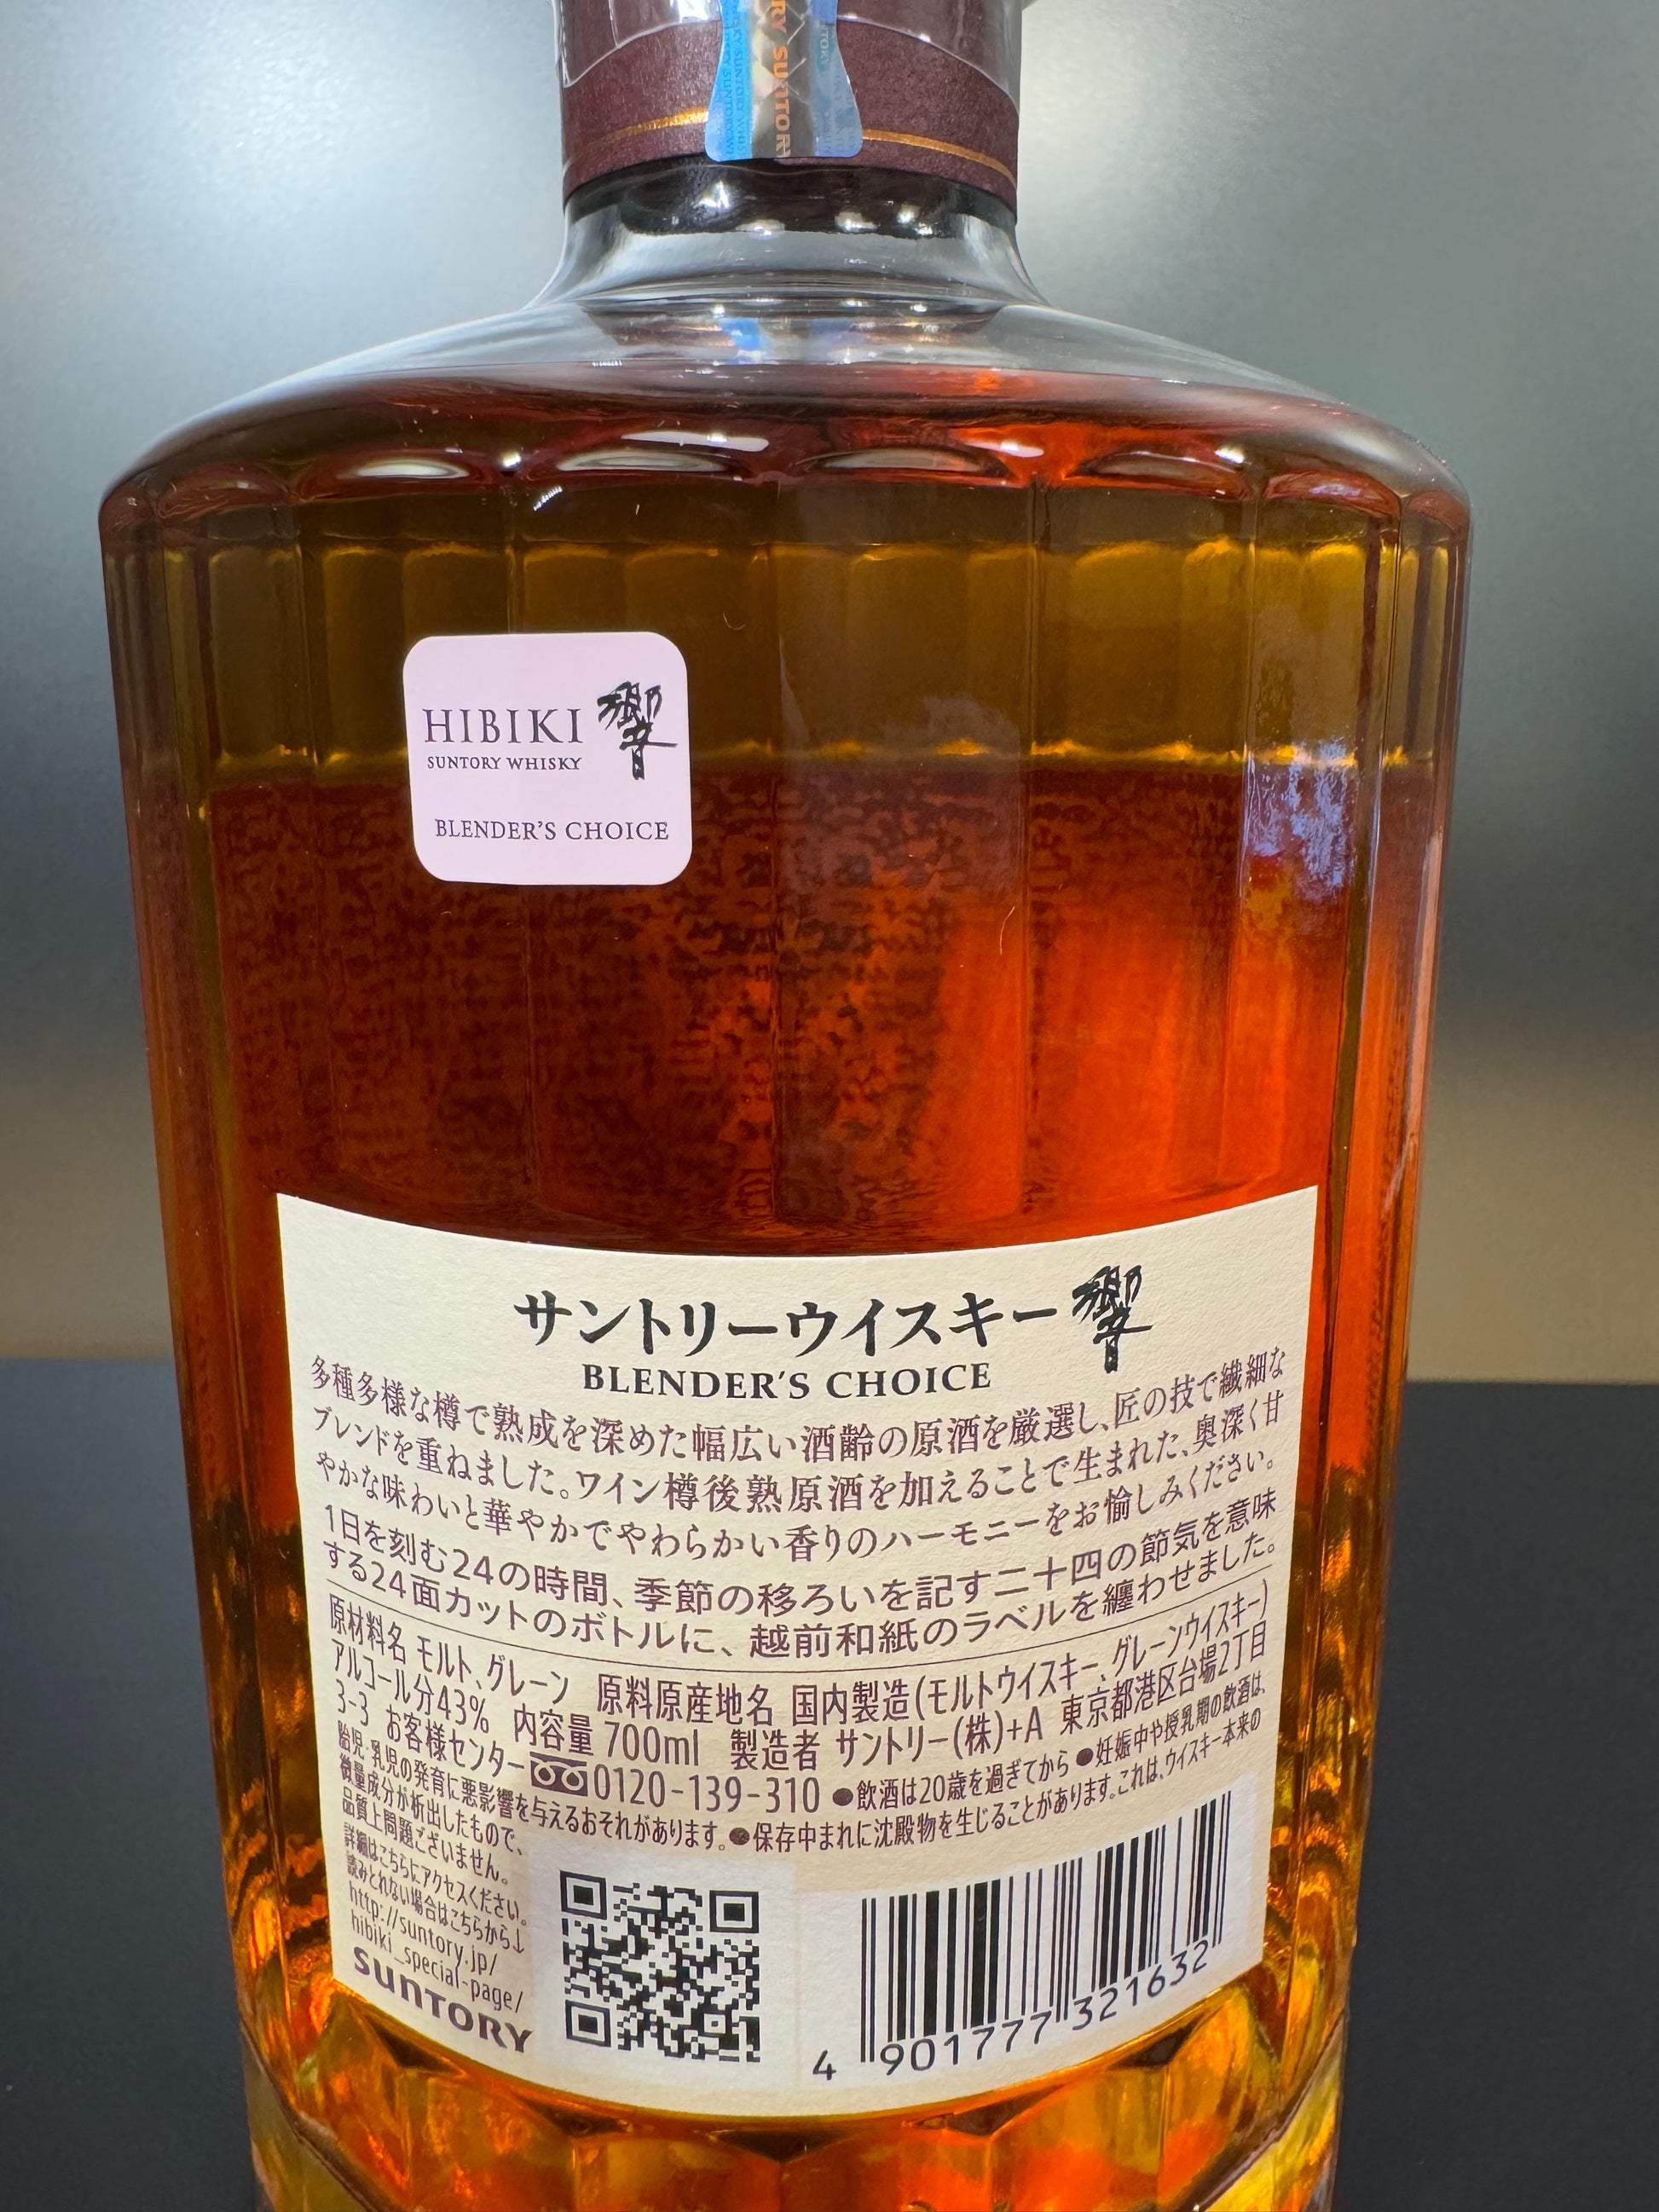 RY SUNTORY
HIBIKI 響
SUNTORY WHISKY
BLENDER'S CHOICE
サントリーウイスキー響
BLENDER'S CHOICE
多種多様な樽で熟成を深めた幅広い酒齢の原酒を厳選し、匠の技で繊細な
ブレンドを重ねました。ワイン樽後熟原酒を加えることで生まれた、奥深く甘
やかな味わいと華やかでやわらかい香りのハーモニーをお愉しみください。
1日を刻む24の時間、季節の移ろいを記す二十四の節気を意味
する24面カットのボトルに、越前和紙のラベルを纏わせました。
原材料名 モルト、グレーン 原料原産地名 国内製造(モルトウイスキー、グレーンウイスキー)
アルコール分43% 内容量 700ml 製造者 サントリー(株)+A 東京都港区台場2丁目
3-3 お客様センター 0120-139-310 ●飲酒は20歳を過ぎてから ●妊娠中や授乳期の飲酒は、
胎児・乳児の発育に悪影響を与えるおそれがあります。●保存中まれに沈殿物を生じることがあります。これは、ウイスキー本来の
微量成分が析出したもので、
品質上問題ございません。
詳細はこちらにアクセスください。
読みとれない場合はこちらから↓
http://suntory.jp/
hibiki_special-page/
SUNTORY
4 901777 321632